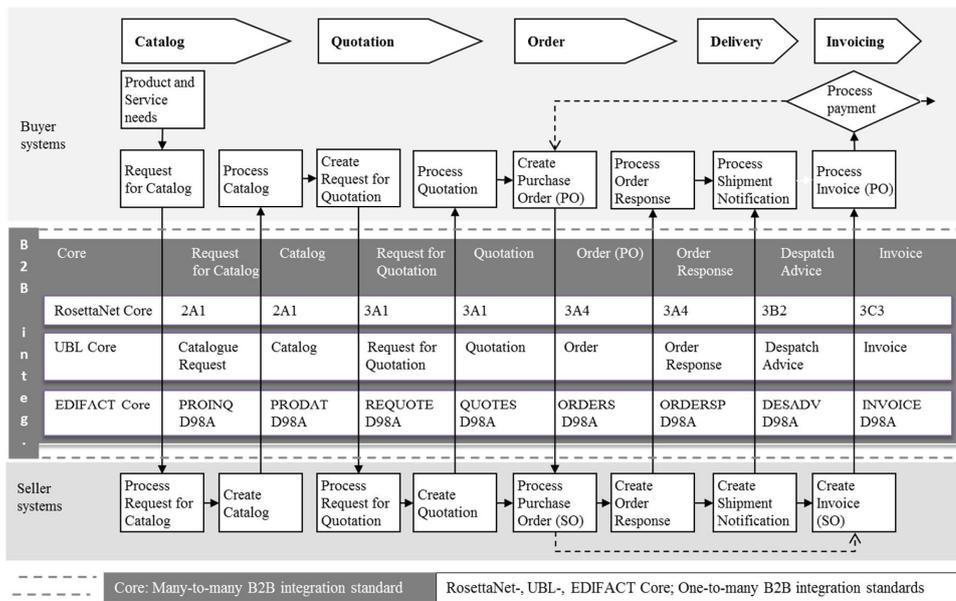 Catalog
Quotation
Order
Delivery
Invoicing
Product and
Service
needs
Process
payment
Buyer
systems
Request
for Catalog
Process
Catalog
Create
Request for
Quotation
Process
Quotation
Create
Purchase
Order (PO)
Process
Order
Response
Process
Shipment
Notification
Process
Invoice (PO)
B2B integ.
Core
Request
for Catalog
Catalog
Request for
Quotation
Quotation
Order (PO)
Order
Response
Despatch
Advice
Invoice
RosettaNet Core 2A1 2A1 3A1 3A1 3A4 3A4 3B2 3C3
UBL Core
Catalogue
Request
Catalog
Request for
Quotation
Quotation
Order
Order
Response
Despatch
Advice
Invoice
EDIFACT Core
PROINQ
D98A
PRODAT
D98A
REQUOTE
D98A
QUOTES
D98A
ORDERS
D98A
ORDERSP
D98A
DESADV
D98A
INVOICE
D98A
Seller
systems
Process
Request for
Catalog
Create
Catalog
Process
Request for
Quotation
Create
Quotation
Process
Purchase
Order (SO)
Create
Order
Response
Create
Shipment
Notification
Create
Invoice
(SO)
Core: Many-to-many B2B integration standard
RosettaNet-, UBL-, EDIFACT Core; One-to-many B2B integration standards